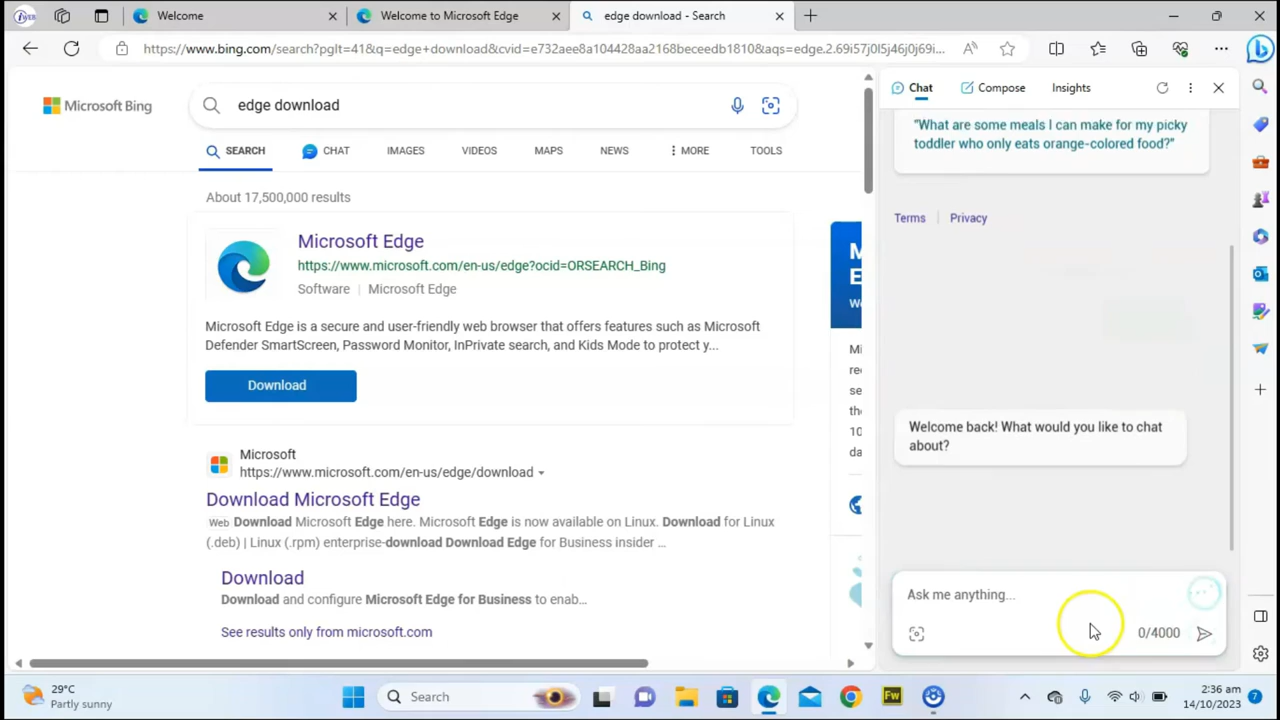 Welcome
Welcome to Microsoft Edge
edge download - Search
https://www.bing.com/search?pglt=41&q=edge+download&cvid=e732aee8a104428aa2168beceedb1810&aqs=edge.2.69i57j0l5j46j0j69i...
Microsoft Bing
edge download
SEARCH
CHAT
IMAGES
VIDEOS
MAPS
NEWS
MORE
TOOLS
About 17,500,000 results
Microsoft Edge
https://www.microsoft.com/en-us/edge?ocid=ORSEARCH_Bing
Software | Microsoft Edge
Microsoft Edge is a secure and user-friendly web browser that offers features such as Microsoft
Defender SmartScreen, Password Monitor, InPrivate search, and Kids Mode to protect y...
Download
Microsoft
https://www.microsoft.com/en-us/edge/download
Download Microsoft Edge
Web Download Microsoft Edge here. Microsoft Edge is now available on Linux. Download for Linux
(.deb) | Linux (.rpm) enterprise-download Download Edge for Business insider ...
Download
Download and configure Microsoft Edge for Business to enab...
See results only from microsoft.com
M
E
We
Mi
rec
se
the
10
da
Chat
Compose
Insights
"What are some meals I can make for my picky
toddler who only eats orange-colored food?"
Terms | Privacy
Welcome back! What would you like to chat
about?
Ask me anything...
0/4000
29°C
Partly sunny
Search
Fw
2:36 am
14/10/2023
7